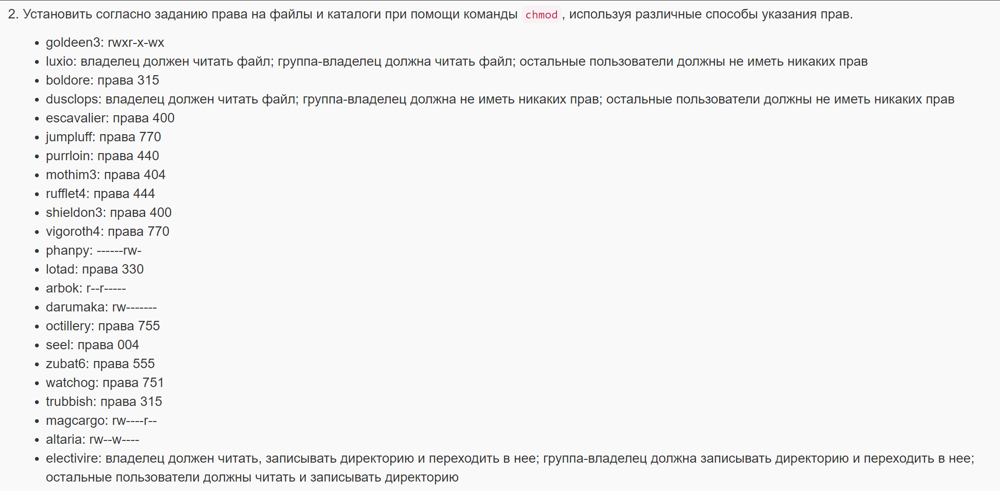 2. Установить согласно заданию права на файлы и каталоги при помощи команды chmod, используя различные способы указания прав.
• goldeen3: rwxr-x-wx
• luxio: владелец должен читать файл; группа-владелец должна читать файл; остальные пользователи должны не иметь никаких прав
• boldore: права 315
• dusclops: владелец должен читать файл; группа-владелец должна не иметь никаких прав; остальные пользователи должны не иметь никаких прав
• escavalier: права 400
• jumpluff: права 770
• purrloin: права 440
• mothim3: права 404
• rufflet4: права 444
• shieldon3: права 400
• vigoroth4: права 770
• phanpy: ------rw-
• lotad: права 330
• arbok: r--r-----
• darumaka: rw-------
• octillery: права 755
• seel: права 004
• zubat6: права 555
• watchog: права 751
• trubbish: права 315
• magcargo: rw----r--
• altaria: rw--w----
• electivire: владелец должен читать, записывать директорию и переходить в нее; группа-владелец должна записывать директорию и переходить в нее;
остальные пользователи должны читать и записывать директорию